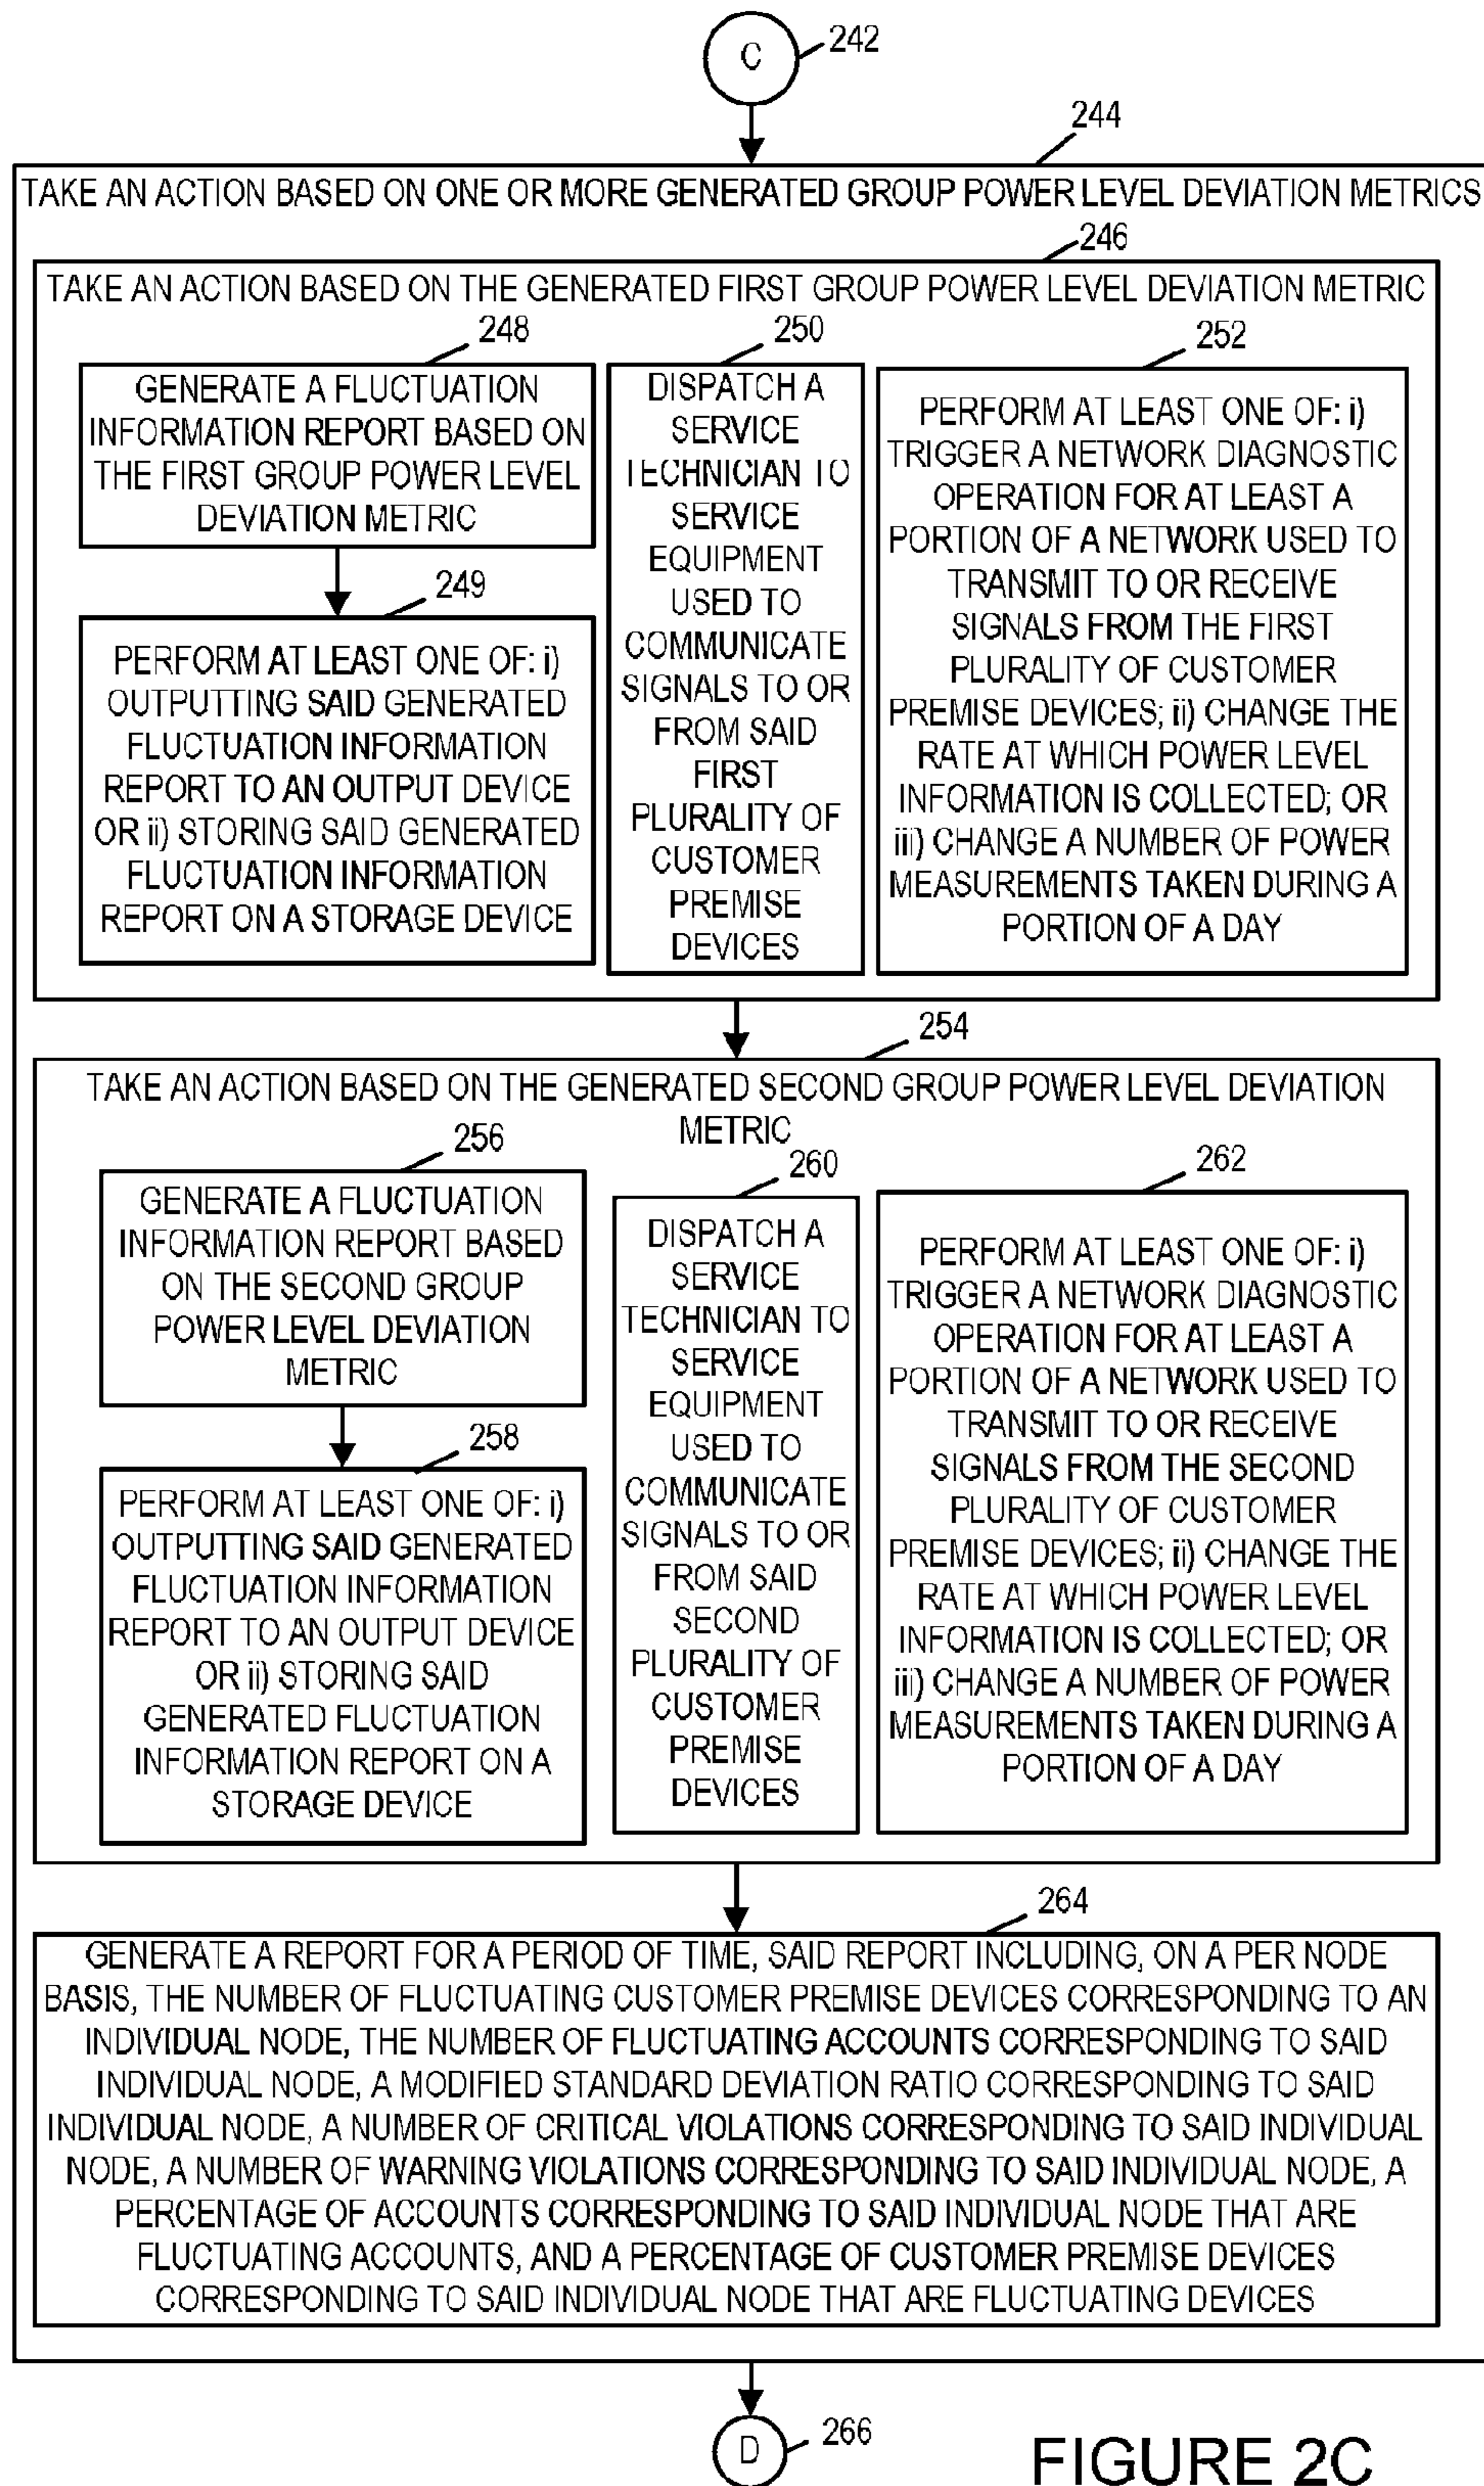 C
242
244
TAKE AN ACTION BASED ON ONE OR MORE GENERATED GROUP POWER LEVEL DEVIATION METRICS
246
TAKE AN ACTION BASED ON THE GENERATED FIRST GROUP POWER LEVEL DEVIATION METRIC
248
GENERATE A FLUCTUATION
INFORMATION REPORT BASED ON
THE FIRST GROUP POWER LEVEL
DEVIATION METRIC
249
PERFORM AT LEAST ONE OF: i)
OUTPUTTING SAID GENERATED
FLUCTUATION INFORMATION
REPORT TO AN OUTPUT DEVICE
OR ii) STORING SAID GENERATED
FLUCTUATION INFORMATION
REPORT ON A STORAGE DEVICE
250
DISPATCH A
SERVICE
TECHNICIAN TO
SERVICE
EQUIPMENT
USED TO
COMMUNICATE
SIGNALS TO OR
FROM SAID
FIRST
PLURALITY OF
CUSTOMER
PREMISE
DEVICES
252
PERFORM AT LEAST ONE OF: i)
TRIGGER A NETWORK DIAGNOSTIC
OPERATION FOR AT LEAST A
PORTION OF A NETWORK USED TO
TRANSMIT TO OR RECEIVE
SIGNALS FROM THE FIRST
PLURALITY OF CUSTOMER
PREMISE DEVICES; ii) CHANGE THE
RATE AT WHICH POWER LEVEL
INFORMATION IS COLLECTED; OR
iii) CHANGE A NUMBER OF POWER
MEASUREMENTS TAKEN DURING A
PORTION OF A DAY
254
TAKE AN ACTION BASED ON THE GENERATED SECOND GROUP POWER LEVEL DEVIATION
METRIC
256
GENERATE A FLUCTUATION
INFORMATION REPORT BASED
ON THE SECOND GROUP
POWER LEVEL DEVIATION
METRIC
258
PERFORM AT LEAST ONE OF: i)
OUTPUTTING SAID GENERATED
FLUCTUATION INFORMATION
REPORT TO AN OUTPUT DEVICE
OR ii) STORING SAID
GENERATED FLUCTUATION
INFORMATION REPORT ON A
STORAGE DEVICE
260
DISPATCH A
SERVICE
TECHNICIAN TO
SERVICE
EQUIPMENT
USED TO
COMMUNICATE
SIGNALS TO OR
FROM SAID
SECOND
PLURALITY OF
CUSTOMER
PREMISE
DEVICES
262
PERFORM AT LEAST ONE OF: i)
TRIGGER A NETWORK DIAGNOSTIC
OPERATION FOR AT LEAST A
PORTION OF A NETWORK USED TO
TRANSMIT TO OR RECEIVE
SIGNALS FROM THE SECOND
PLURALITY OF CUSTOMER
PREMISE DEVICES; ii) CHANGE THE
RATE AT WHICH POWER LEVEL
INFORMATION IS COLLECTED; OR
iii) CHANGE A NUMBER OF POWER
MEASUREMENTS TAKEN DURING A
PORTION OF A DAY
264
GENERATE A REPORT FOR A PERIOD OF TIME, SAID REPORT INCLUDING, ON A PER NODE
BASIS, THE NUMBER OF FLUCTUATING CUSTOMER PREMISE DEVICES CORRESPONDING TO AN
INDIVIDUAL NODE, THE NUMBER OF FLUCTUATING ACCOUNTS CORRESPONDING TO SAID
INDIVIDUAL NODE, A MODIFIED STANDARD DEVIATION RATIO CORRESPONDING TO SAID
INDIVIDUAL NODE, A NUMBER OF CRITICAL VIOLATIONS CORRESPONDING TO SAID INDIVIDUAL
NODE, A NUMBER OF WARNING VIOLATIONS CORRESPONDING TO SAID INDIVIDUAL NODE, A
PERCENTAGE OF ACCOUNTS CORRESPONDING TO SAID INDIVIDUAL NODE THAT ARE
FLUCTUATING ACCOUNTS, AND A PERCENTAGE OF CUSTOMER PREMISE DEVICES
CORRESPONDING TO SAID INDIVIDUAL NODE THAT ARE FLUCTUATING DEVICES
D
266
FIGURE 2C